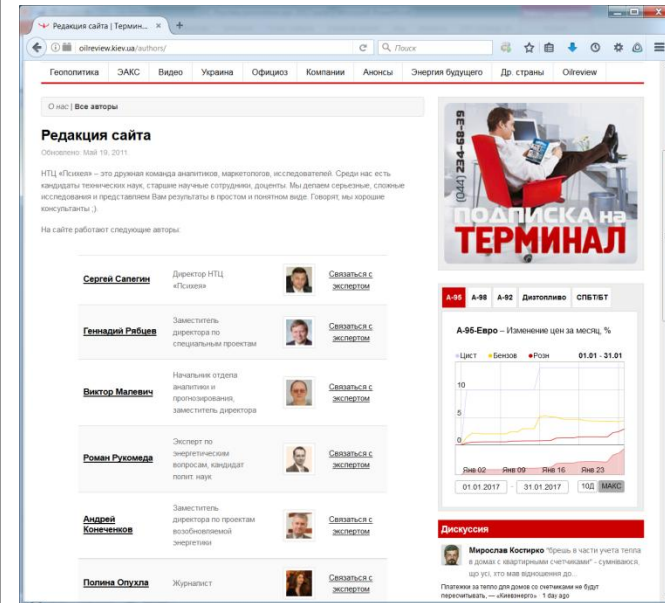 Редакция сайта | Термин...
oilreview.kiev.ua/authors/
Поиск
Геополитика ЭАКС Видео Украина Официоз Компании Анонсы Энергия будущего Др. страны Oilreview
О нас | Все авторы
Редакция сайта
Обновлено: Май 19, 2011
НТЦ «Психея» – это дружная команда аналитиков, маркетологов, исследователей. Среди нас есть
кандидаты технических наук, старшие научные сотрудники, доценты. Мы делаем серьезные, сложные
исследования и представляем Вам результаты в простом и понятном виде. Говорят, мы хорошие
консультанты ;).
На сайте работают следующие авторы:
Сергей Сапегин
Директор НТЦ
«Психея»
Связаться с
экспертом
Геннадий Рябцев
Заместитель
директора по
специальным проектам
Связаться с
экспертом
Виктор Малевич
Начальник отдела
аналитики и
прогнозирования,
заместитель директора
Связаться с
экспертом
Роман Рукомеда
Эксперт по
энергетическим
вопросам, кандидат
полит. наук
Связаться с
экспертом
Андрей
Конеченков
Заместитель
директора по проектам
возобновляемой
энергетики
Связаться с
экспертом
Полина Опухла
Журналист
Связаться с
экспертом
(044) 234-68-63
ПОДПИСКА на
ТЕРМИНАЛ
А-95 А-98 А-92 Дизтопливо СПБТ/БТ
А-95-Евро – Изменение цен за месяц, %
Цист Бензов Розн 01.01 - 31.01
10
5
0
Янв 02 Янв 09 Янв 16 Янв 23
01.01.2017 - 31.01.2017 10Д МАКС
Дискуссия
Мирослав Костирко "брешь в части учета тепла
в домах с квартирными счетчиками" - сумніваюся,
що усі, хто мав відношення до...
Платежки за тепло для домов со счетчиками не будут
пересчитывать, — «Киевэнерго» 1 day ago